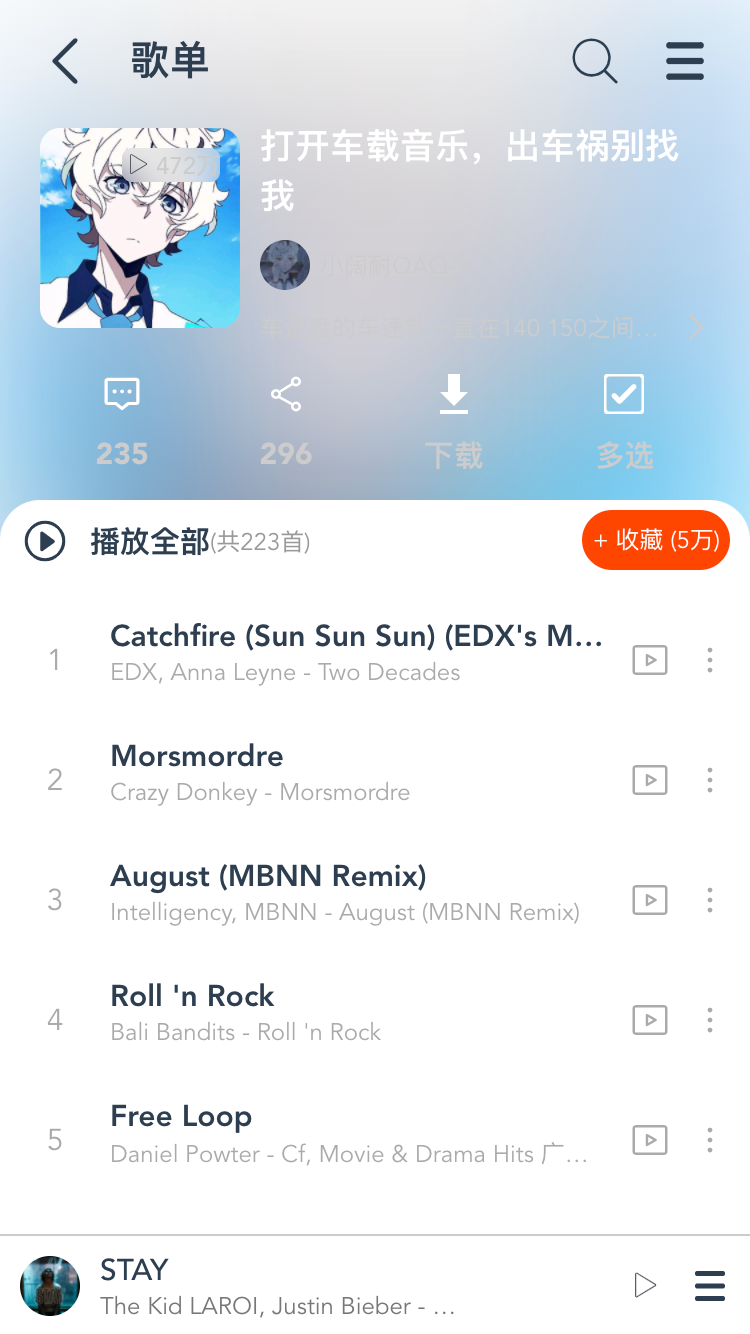 歌单
打开车载音乐，出车祸别找
我
472万
直在140 150之间…
235
296
下载
多选
播放全部(共223首)
+ 收藏 (5万)
1
Catchfire (Sun Sun Sun) (EDX's M…
EDX, Anna Leyne - Two Decades
2
Morsmordre
Crazy Donkey - Morsmordre
3
August (MBNN Remix)
Intelligency, MBNN - August (MBNN Remix)
4
Roll 'n Rock
Bali Bandits - Roll 'n Rock
5
Free Loop
Daniel Powter - Cf, Movie & Drama Hits 广…
STAY
The Kid LAROI, Justin Bieber - …